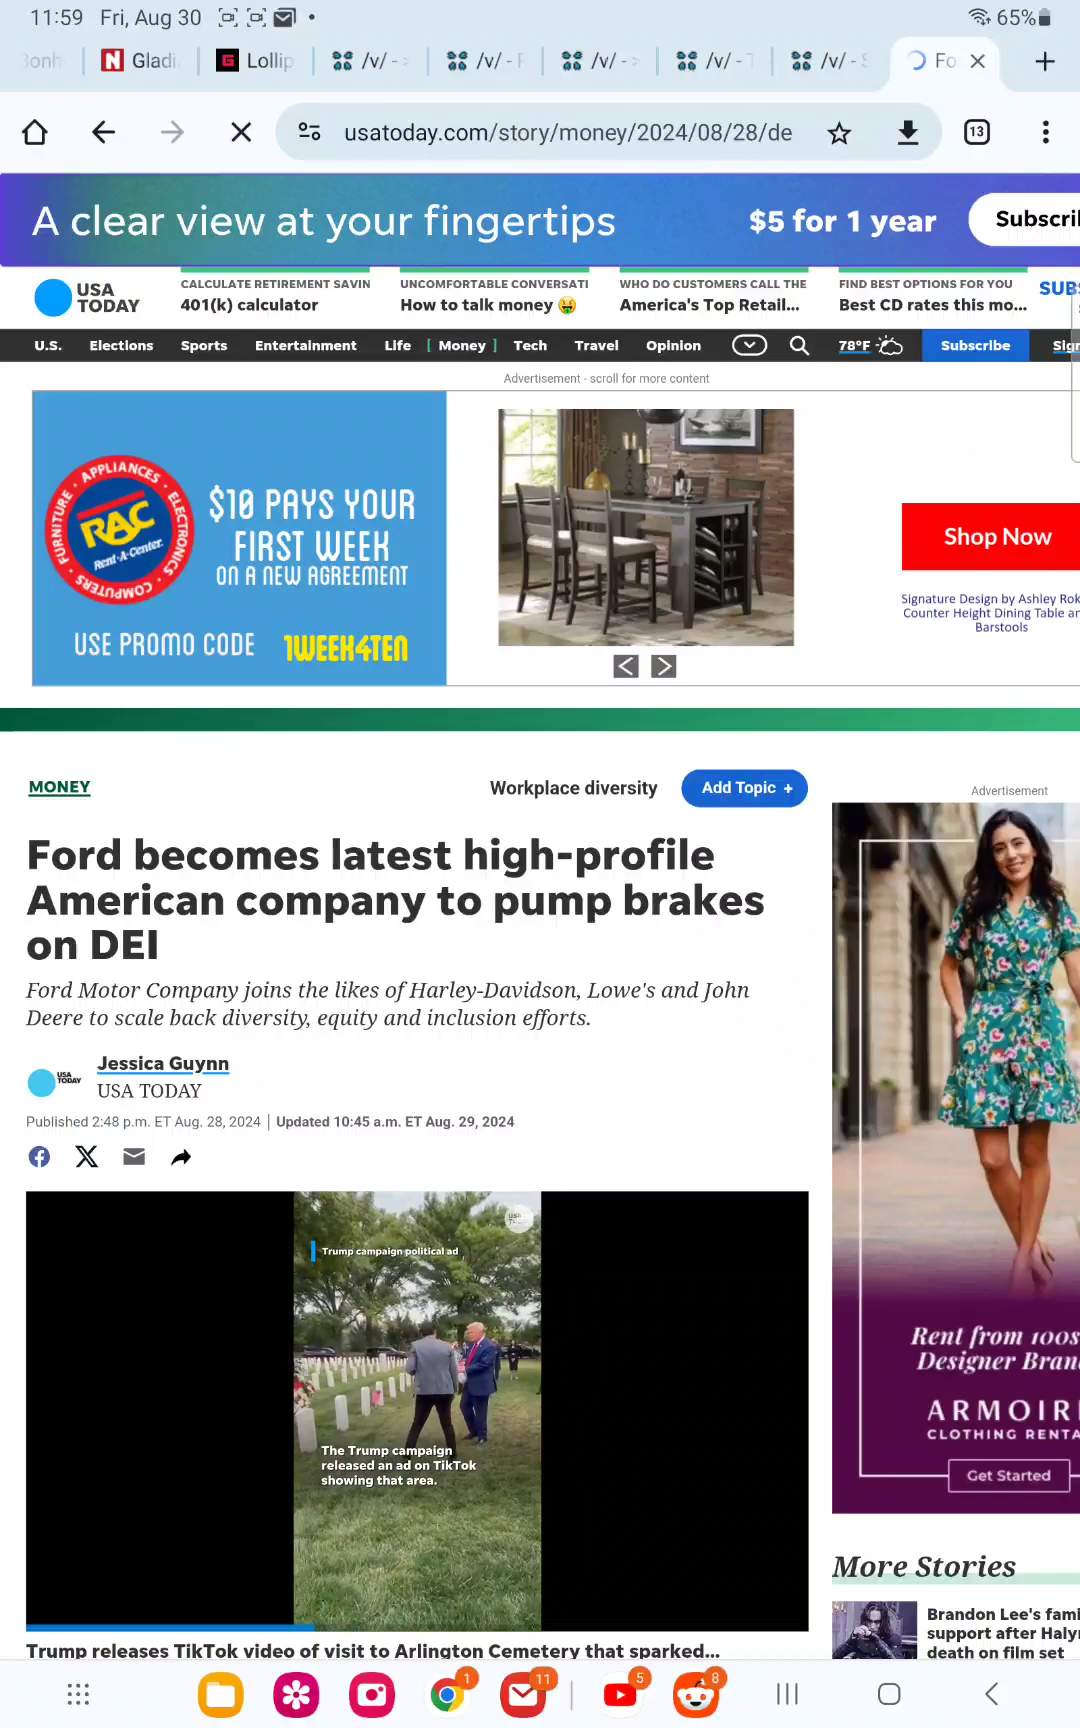 11:59 Fri, Aug 30
65%
Gladi
Lollip
/v/ -
/v/ - F
/v/ - >
/v/ - T
/v/ - S
Fo
usatoday.com/story/money/2024/08/28/de
13
A clear view at your fingertips
$5 for 1 year
Subscri
USA TODAY
CALCULATE RETIREMENT SAVIN
401(k) calculator
UNCOMFORTABLE CONVERSATI
How to talk money 🤑
WHO DO CUSTOMERS CALL THE
America's Top Retail...
FIND BEST OPTIONS FOR YOU
Best CD rates this mo...
SUBS
U.S. Elections Sports Entertainment Life [ Money ] Tech Travel Opinion 78°F Subscribe Sign
Advertisement - scroll for more content
FURNITURE · APPLIANCES · ELECTRONICS · COMPUTERS
RAC
Rent-A-Center.
$10 PAYS YOUR
FIRST WEEK
ON A NEW AGREEMENT
USE PROMO CODE 1WEEK4TEN
Shop Now
Signature Design by Ashley Rok
Counter Height Dining Table an
Barstools
MONEY
Workplace diversity
Add Topic +
Advertisement
Ford becomes latest high-profile
American company to pump brakes
on DEI
Ford Motor Company joins the likes of Harley-Davidson, Lowe's and John
Deere to scale back diversity, equity and inclusion efforts.
USA TODAY
Jessica Guynn
USA TODAY
Published 2:48 p.m. ET Aug. 28, 2024 | Updated 10:45 a.m. ET Aug. 29, 2024
USA TODAY
Trump campaign political ad
The Trump campaign
released an ad on TikTok
showing that area.
Rent from 100s
Designer Bran
ARMOIR
CLOTHING RENTA
Get Started
More Stories
Brandon Lee's fami
support after Halyn
death on film set
Trump releases TikTok video of visit to Arlington Cemetery that sparked...
1
11
5
8